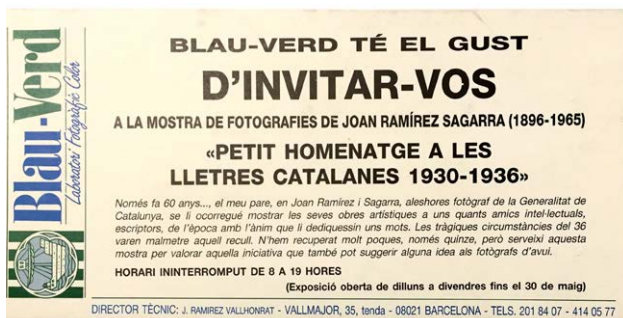 Blau-Verd
Laboratori Fotogràfic Color
BLAU-VERD TÉ EL GUST
D'INVITAR-VOS
A LA MOSTRA DE FOTOGRAFIES DE JOAN RAMÍREZ SAGARRA (1896-1965)
«PETIT HOMENATGE A LES
LLETRES CATALANES 1930-1936»
Només fa 60 anys..., el meu pare, en Joan Ramírez i Sagarra, aleshores fotògraf de la Generalitat de
Catalunya, se li ocorregué mostrar les seves obres artístiques a uns quants amics intel·lectuals,
escriptors, de l'època amb l'ànim que li dediquessin uns mots. Les tràgiques circumstàncies del 36
varen malmetre aquell recull. N'hem recuperat molt poques, només quinze, però serveixi aquesta
mostra per valorar aquella iniciativa que també pot suggerir alguna idea als fotògrafs d'avui.
HORARI ININTERROMPUT DE 8 A 19 HORES
(Exposició oberta de dilluns a divendres fins el 30 de maig)
DIRECTOR TÈCNIC: J. RAMIREZ VALLHONRAT - VALLMAJOR, 35, tenda - 08021 BARCELONA - TELS. 201 84 07 - 414 05 77